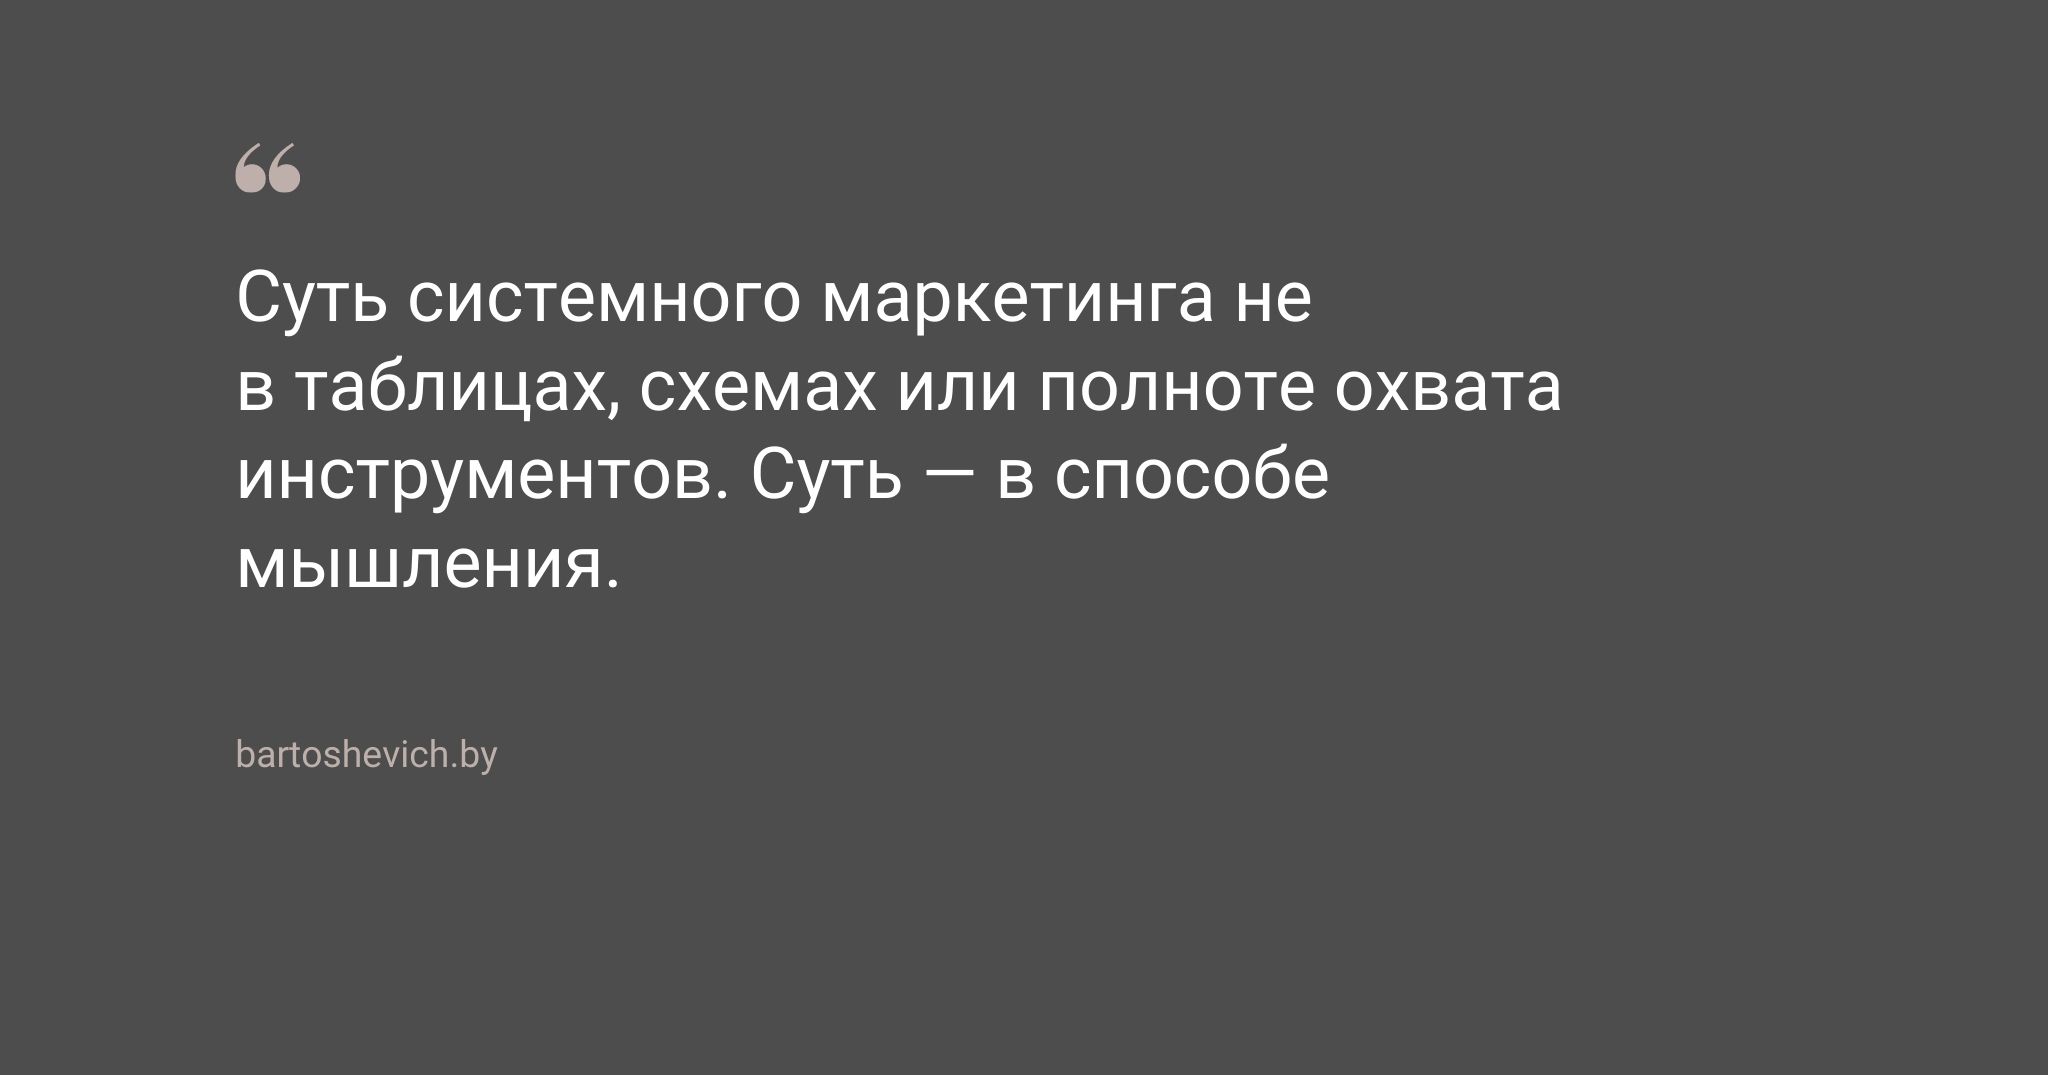 “
Суть системного маркетинга не
в таблицах, схемах или полноте охвата
инструментов. Суть — в способе
мышления.
bartoshevich.by